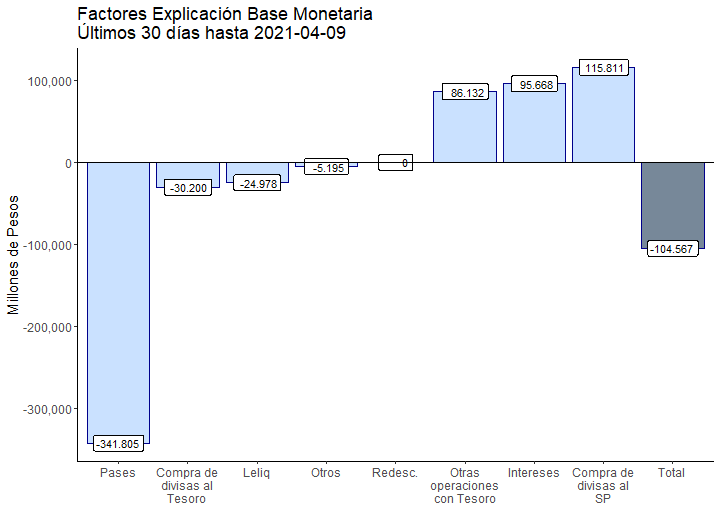 Factores Explicación Base Monetaria
Últimos 30 días hasta 2021-04-09
Millones de Pesos
100,000
0
-100,000
-200,000
-300,000
-341.805
-30.200
-24.978
-5.195
0
86.132
95.668
115.811
-104.567
Pases
Compra de
divisas al
Tesoro
Leliq
Otros
Redesc.
Otras
operaciones
con Tesoro
Intereses
Compra de
divisas al
SP
Total